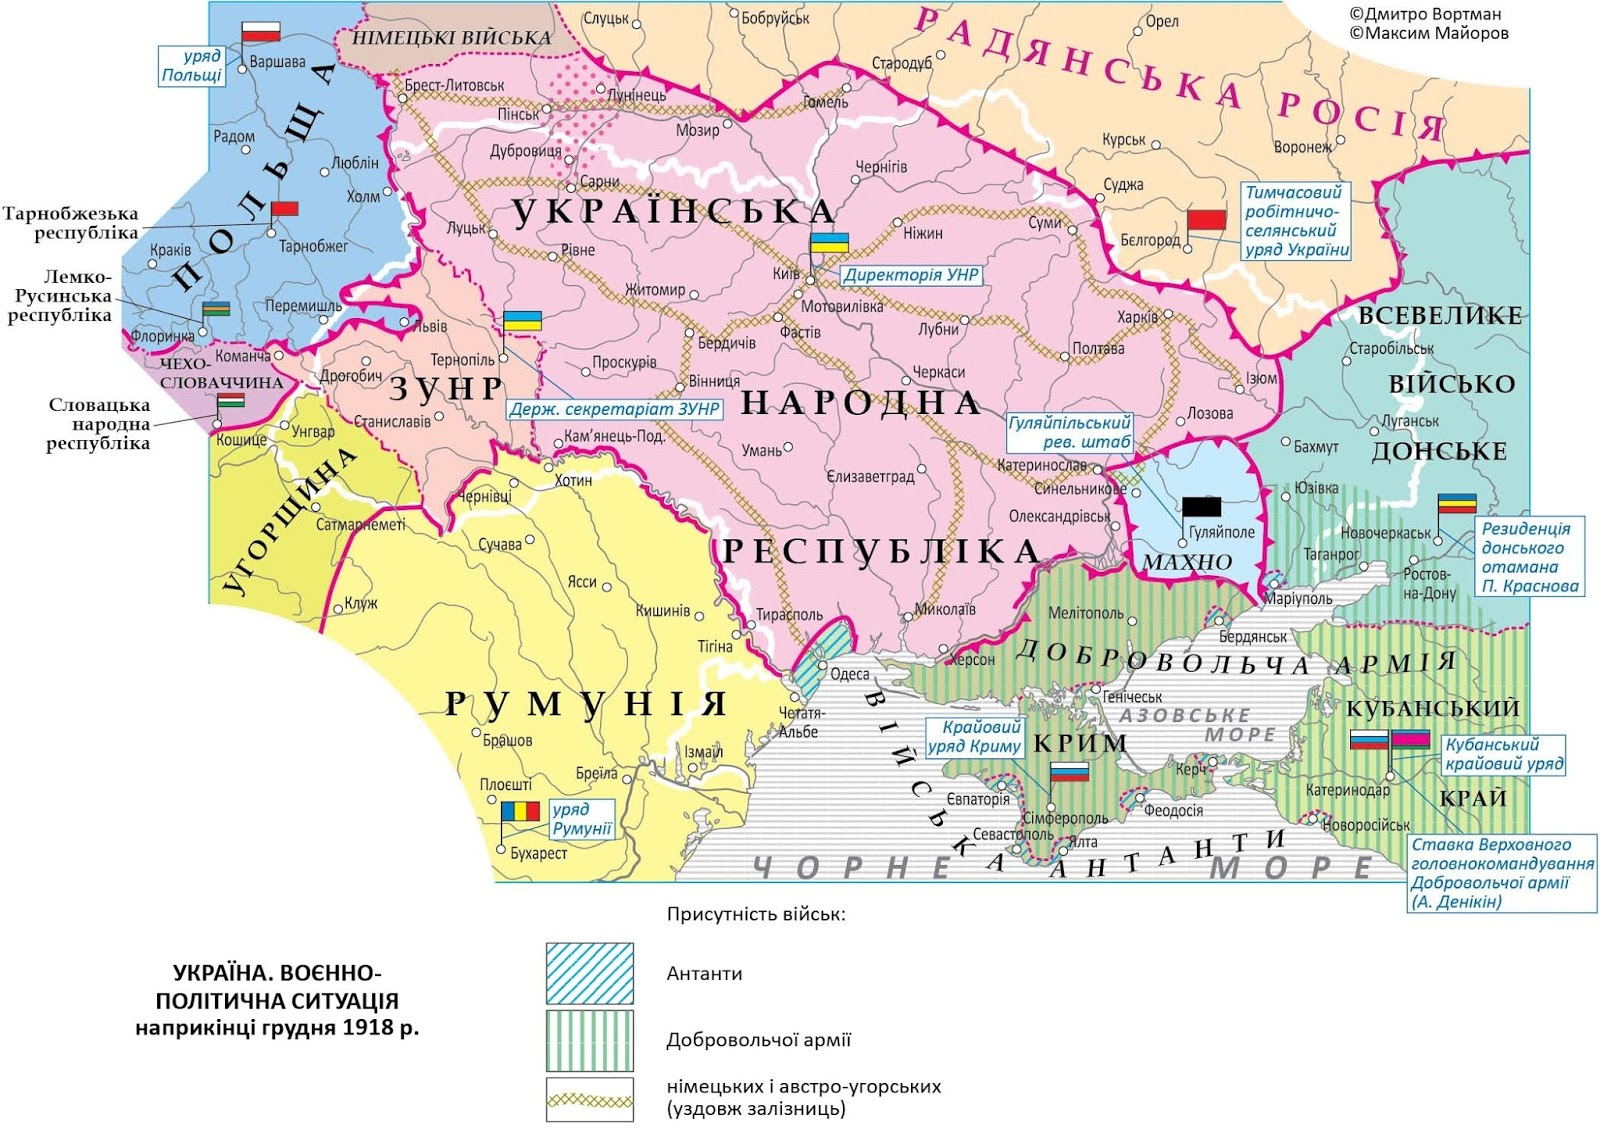 ©Дмитро Вортман
©Максим Майоров
РАДЯНСЬКА РОСІЯ
НІМЕЦЬКІ ВІЙСЬКА
Слуцьк
Бобруйськ
Орел
Стародуб
уряд
Польщі
Варшава
ПОЛЬЩА
Брест-Литовськ
Лунінець
Пінськ
Гомель
Мозир
Радом
Люблін
Холм
Дубровиця
Сарни
Чернігів
Курськ
Воронеж
Суджа
Тимчасовий
робітничо-
селянський
уряд України
Бєлгород
Тарнобжезька
республіка
Тарнобжег
Краків
Луцьк
Рівне
УКРАЇНСЬКА
Ніжин
Суми
Київ
Директорія УНР
Лемко-
Русинська
республіка
Флоринка
Перемишль
Львів
Житомир
Мотовилівка
Фастів
Бердичів
Лубни
Харків
Полтава
ВСЕВЕЛИКЕ
Старобільськ
ЧЕХО-
СЛОВАЧЧИНА
Команча
Дрогобич
Тернопіль
ЗУНР
Проскурів
Вінниця
Черкаси
Ізюм
ВІЙСЬКО
Словацька
народна
республіка
Кошице
Унгвар
Станиславів
Держ. секретаріат ЗУНР
НАРОДНА
Лозова
Гуляйпільський
рев. штаб
Луганськ
Бахмут
ДОНСЬКЕ
Кам’янець-Под.
Умань
Єлизаветград
Катеринослав
Синельникове
УГОРЩИНА
Сатмарнеметі
Чернівці
Хотин
Юзівка
Олександрівськ
Гуляйполе
МАХНО
Новочеркаськ
Резиденція
донського
отамана
П. Краснова
Сучава
РЕСПУБЛІКА
Таганрог
Ростов-
на-Дону
Маріуполь
Ясси
Клуж
Кишинів
Тирасполь
Миколаїв
Мелітополь
Бердянськ
Тігіна
Херсон
ДОБРОВОЛЬЧА АРМІЯ
Одеса
РУМУНІЯ
Четатя-
Альбе
Генічеськ
АЗОВСЬКЕ
МОРЕ
КУБАНСЬКИЙ
КРАЙ
Крайовий
уряд Криму
КРИМ
Кубанський
крайовий уряд
Брашов
Ізмаїл
Бреїла
Плоєшті
уряд
Румунії
Бухарест
Керч
Євпаторія
Феодосія
Сімферополь
Севастополь
Ялта
Катеринодар
Новоросійськ
Ставка Верховного
головнокомандування
Добровольчої армії
(А. Денікін)
ВІЙСЬКА АНТАНТИ
ЧОРНЕ МОРЕ
Присутність військ:
Антанти
Добровольчої армії
німецьких і австро-угорських
(уздовж залізниць)
УКРАЇНА. ВОЄННО-
ПОЛІТИЧНА СИТУАЦІЯ
наприкінці грудня 1918 р.